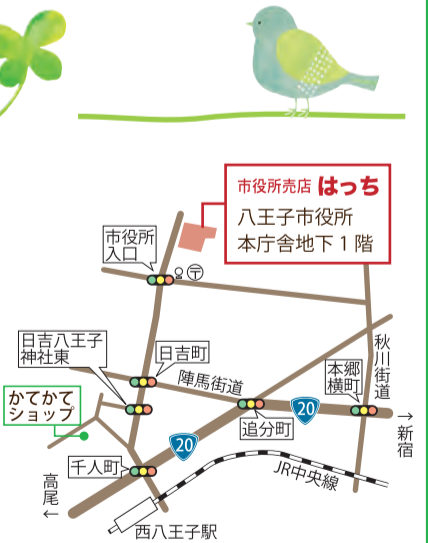 市役所売店 はっち
八王子市役所
本庁舎地下1階
市役所
入口
〒
日吉八王子
神社東
日吉町
陣馬街道
秋川街道
本郷
横町
かてかて
ショップ
20
追分町
→新宿
20
千人町
高尾←
JR中央線
西八王子駅